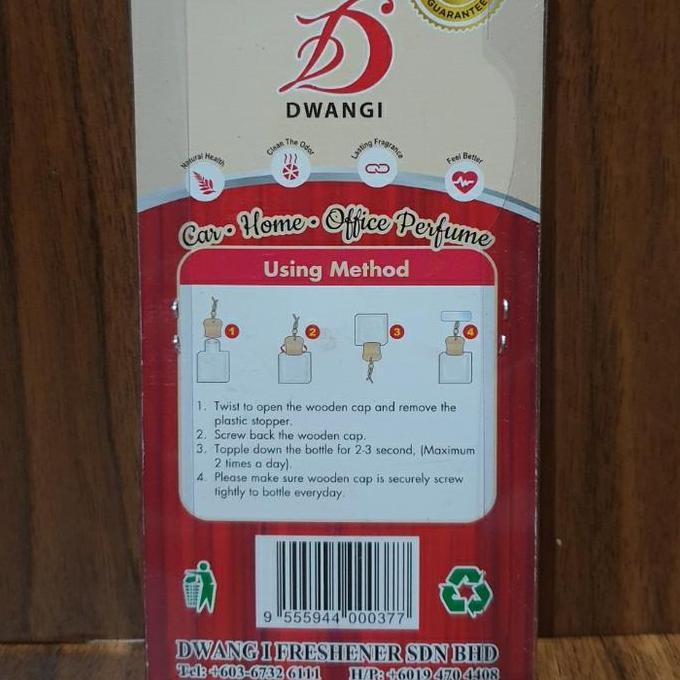 GUARANTEE
DWANGI
Natural Health
Clean The Odor
Lasting Fragrance
Feel Better
Car • Home • Office Perfume
Using Method
1
2
3
4
1. Twist to open the wooden cap and remove the
plastic stopper.
2. Screw back the wooden cap.
3. Topple down the bottle for 2-3 second, (Maximum
2 times a day).
4. Please make sure wooden cap is securely screw
tightly to bottle everyday.
9 555944 000377
DWANG I FRESHENER SDN BHD
Tel: +603-6732 6111 H/P: +6019 470 4408